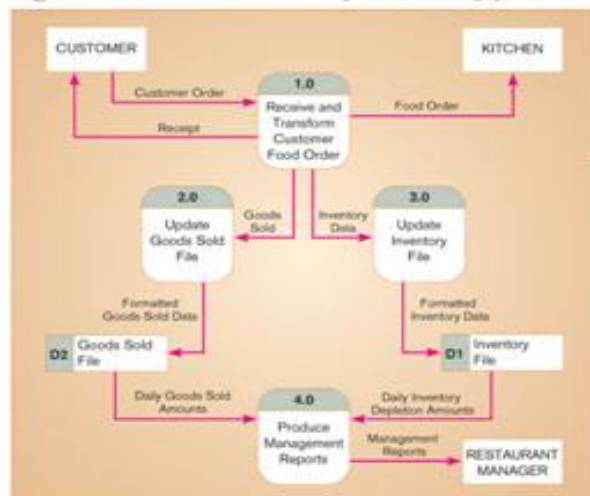 CUSTOMER
KITCHEN
Customer Order
Receipt
1.0
Receive and
Transform
Customer
Food Order
Food Order
2.0
Update
Goods Sold
File
Goods
Sold
Inventory
Data
3.0
Update
Inventory
File
Formatted
Goods Sold Data
Formatted
Inventory Data
D2
Goods Sold
File
D1
Inventory
File
Daily Goods Sold
Amounts
4.0
Produce
Management
Reports
Daily Inventory
Depletion Amounts
Management
Reports
RESTAURANT
MANAGER